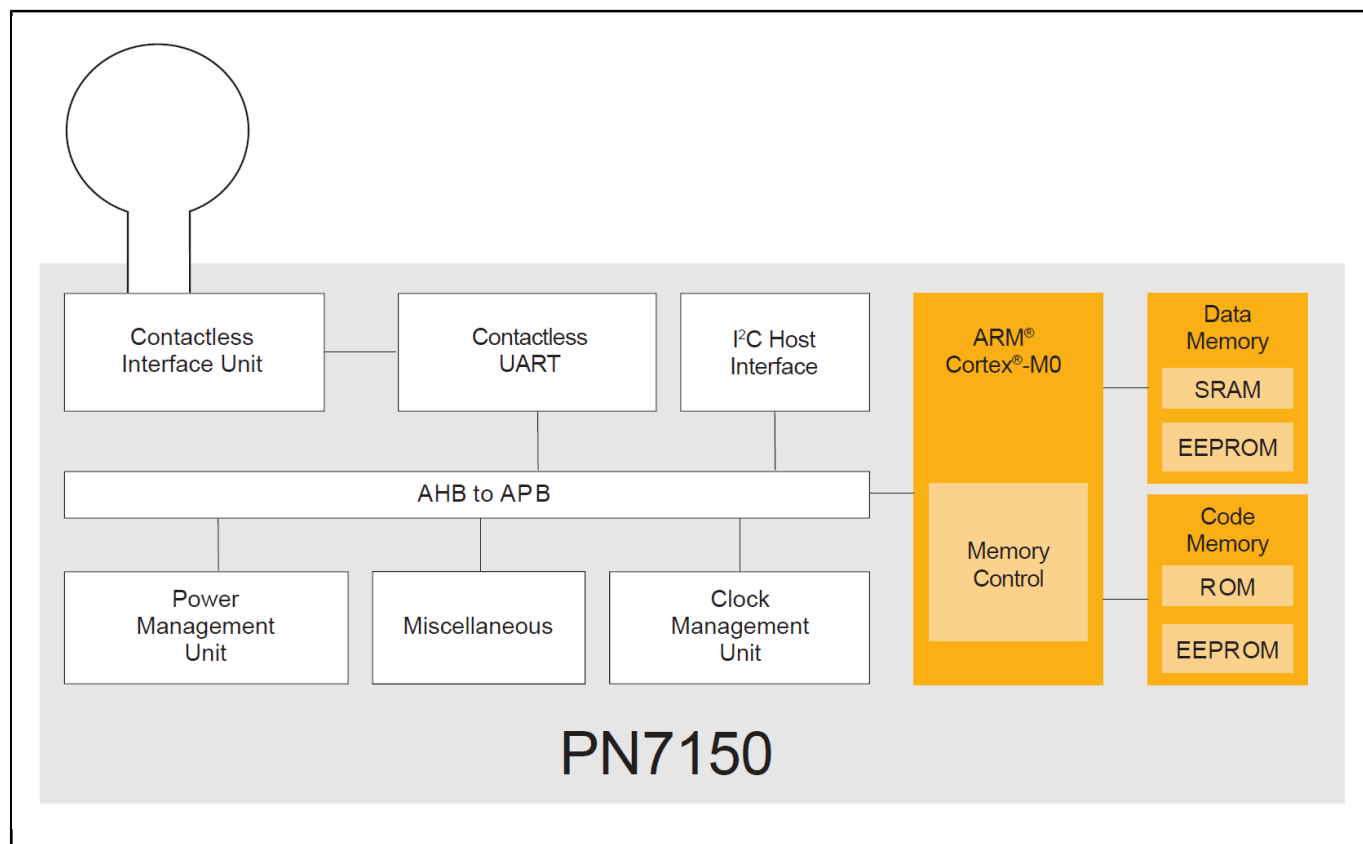 Contactless
Interface Unit
Contactless
UART
I²C Host
Interface
ARM®
Cortex®-M0
Data
Memory
SRAM
EEPROM
AHB to APB
Memory
Control
Code
Memory
ROM
EEPROM
Power
Management
Unit
Miscellaneous
Clock
Management
Unit
PN7150